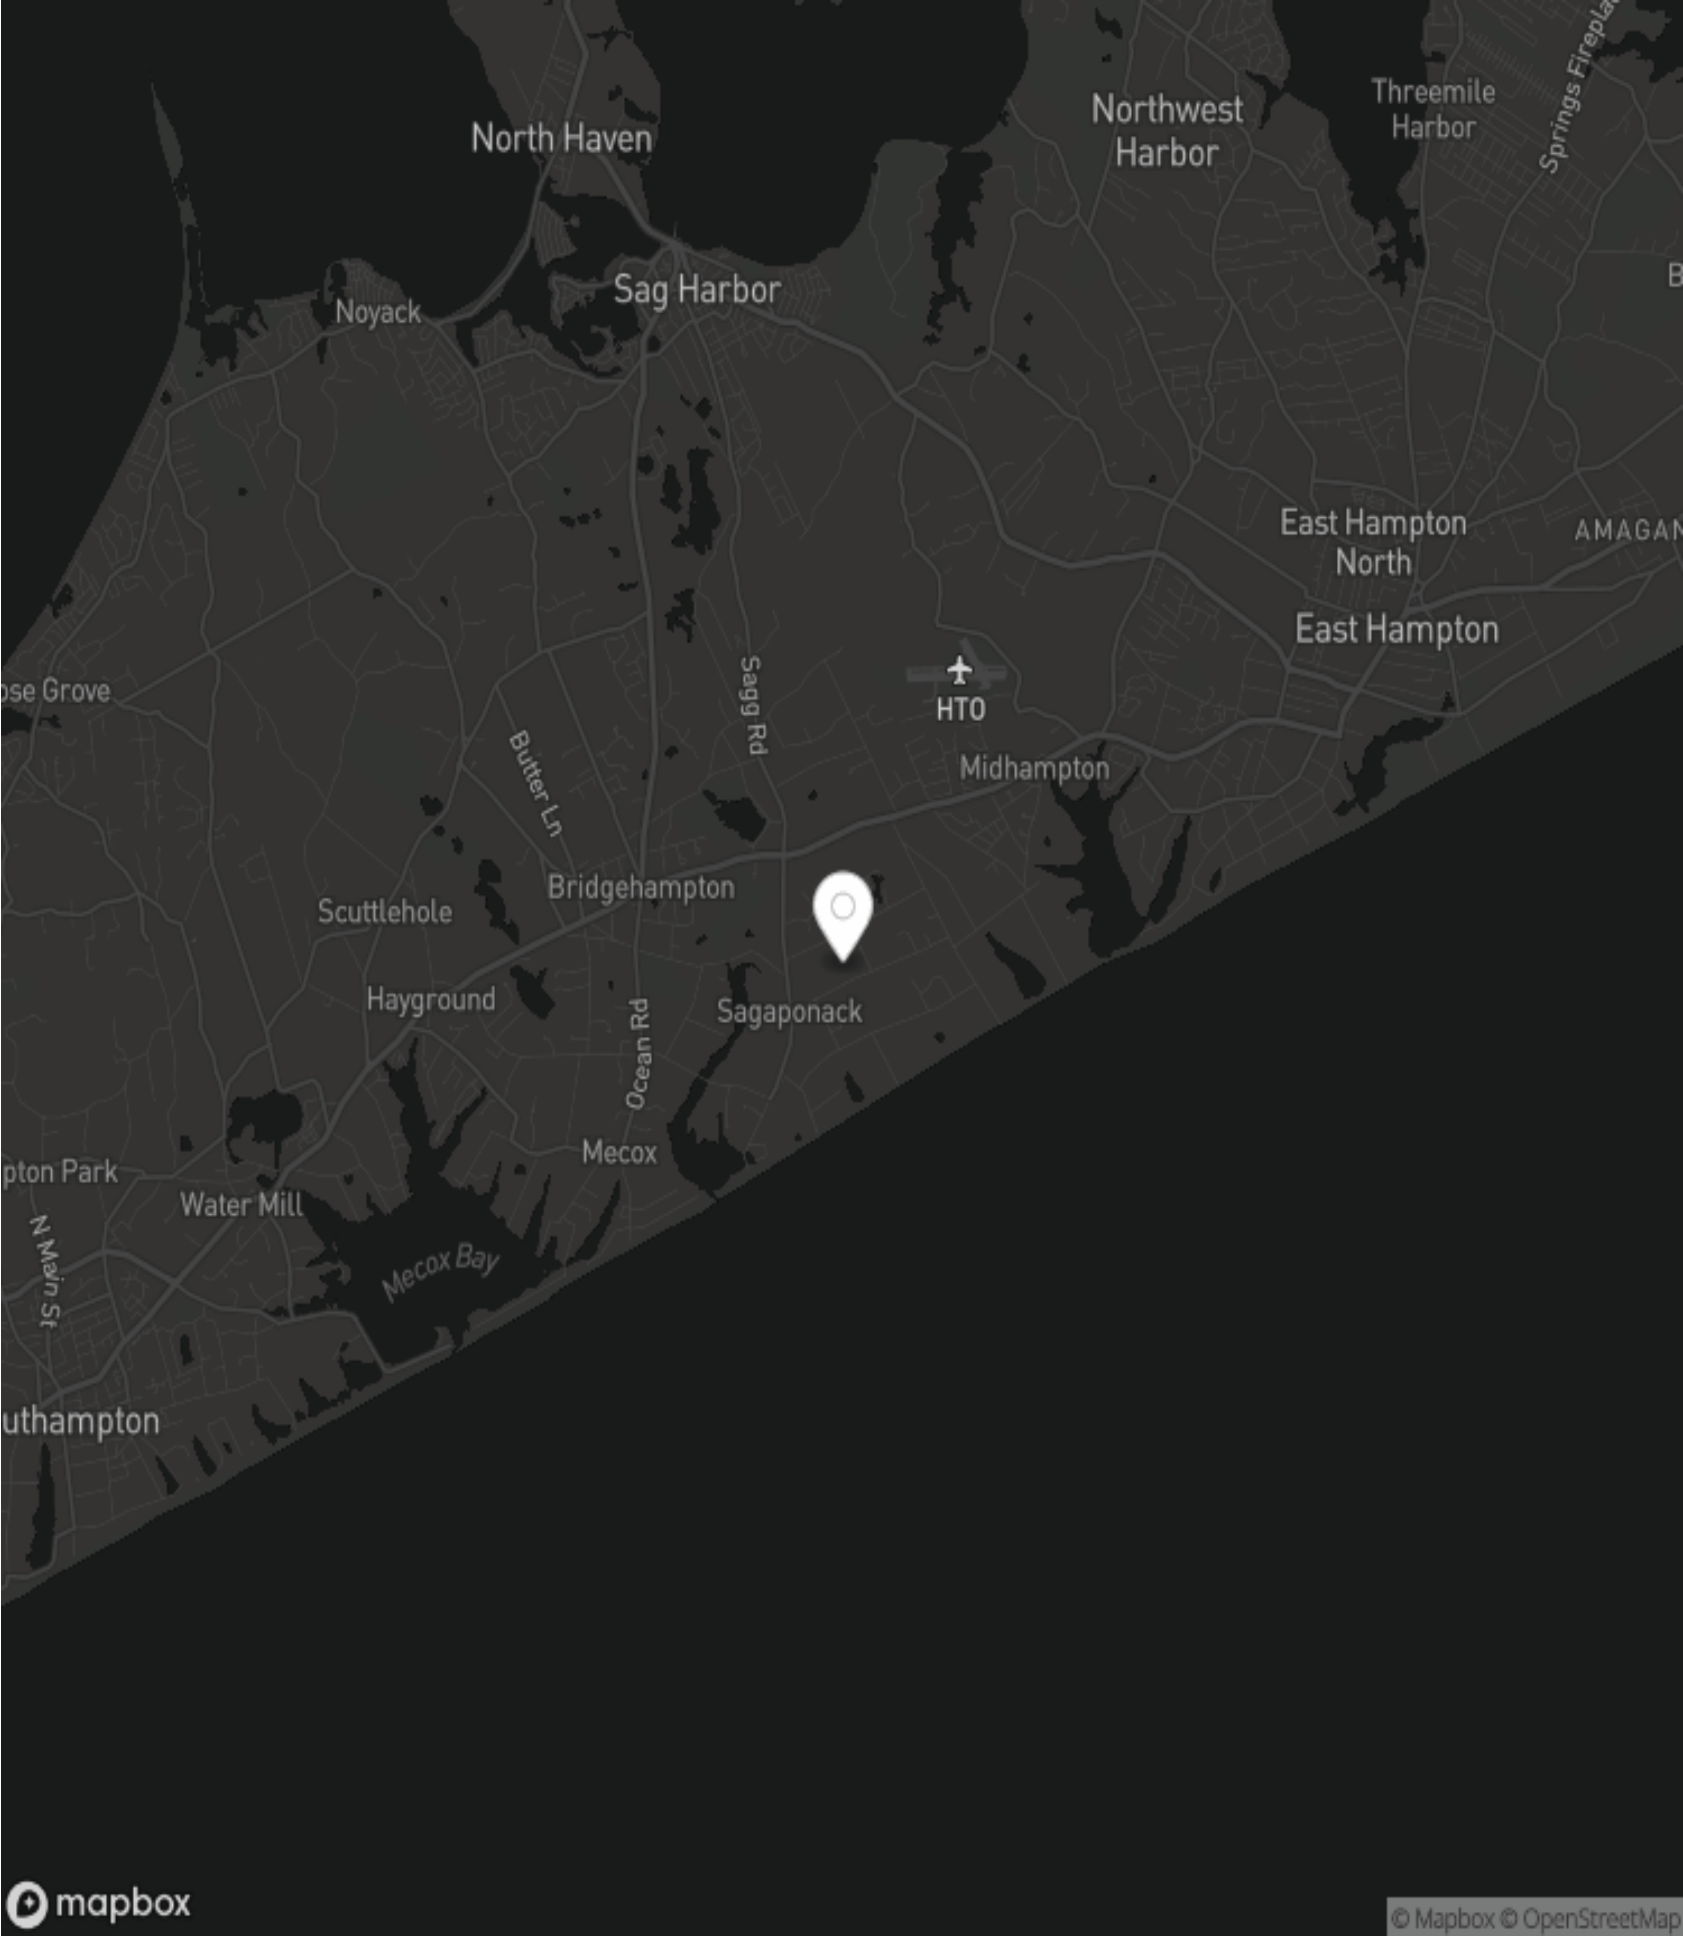 Threemile
Harbor
Springs Firepla
Northwest
Harbor
North Haven
Sag Harbor
Noyack
B
East Hampton
North
AMAGAN
East Hampton
Sagg Rd
ose Grove
HTO
Butter Ln
Midhampton
Bridgehampton
Scuttlehole
Hayground
Sagaponack
Ocean Rd
Mecox
pton Park
Water Mill
N Main St
Mecox Bay
uthampton
mapbox
© Mapbox © OpenStreetMap